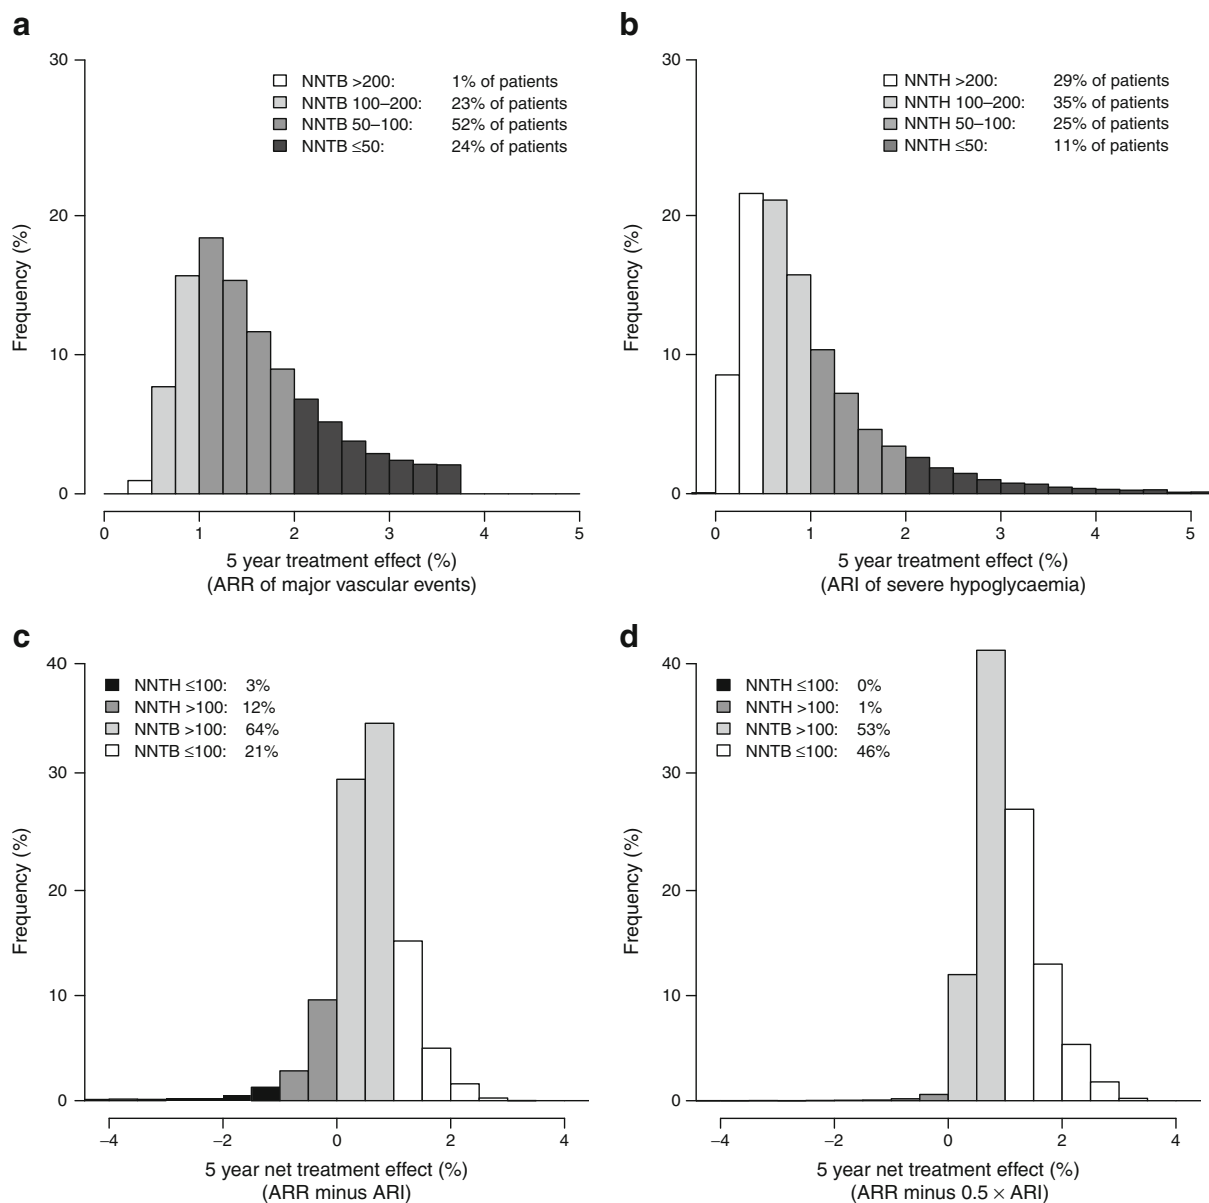 a
30
20
10
0
Frequency (%)
NNTB >200: 1% of patients
NNTB 100–200: 23% of patients
NNTB 50–100: 52% of patients
NNTB ≤50: 24% of patients
0 1 2 3 4 5
5 year treatment effect (%)
(ARR of major vascular events)
b
30
20
10
0
Frequency (%)
NNTH >200: 29% of patients
NNTH 100–200: 35% of patients
NNTH 50–100: 25% of patients
NNTH ≤50: 11% of patients
0 1 2 3 4 5
5 year treatment effect (%)
(ARI of severe hypoglycaemia)
c
40
30
20
10
0
Frequency (%)
NNTH ≤100: 3%
NNTH >100: 12%
NNTB >100: 64%
NNTB ≤100: 21%
–4 –2 0 2 4
5 year net treatment effect (%)
(ARR minus ARI)
d
40
30
20
10
0
Frequency (%)
NNTH ≤100: 0%
NNTH >100: 1%
NNTB >100: 53%
NNTB ≤100: 46%
–4 –2 0 2 4
5 year net treatment effect (%)
(ARR minus 0.5 × ARI)